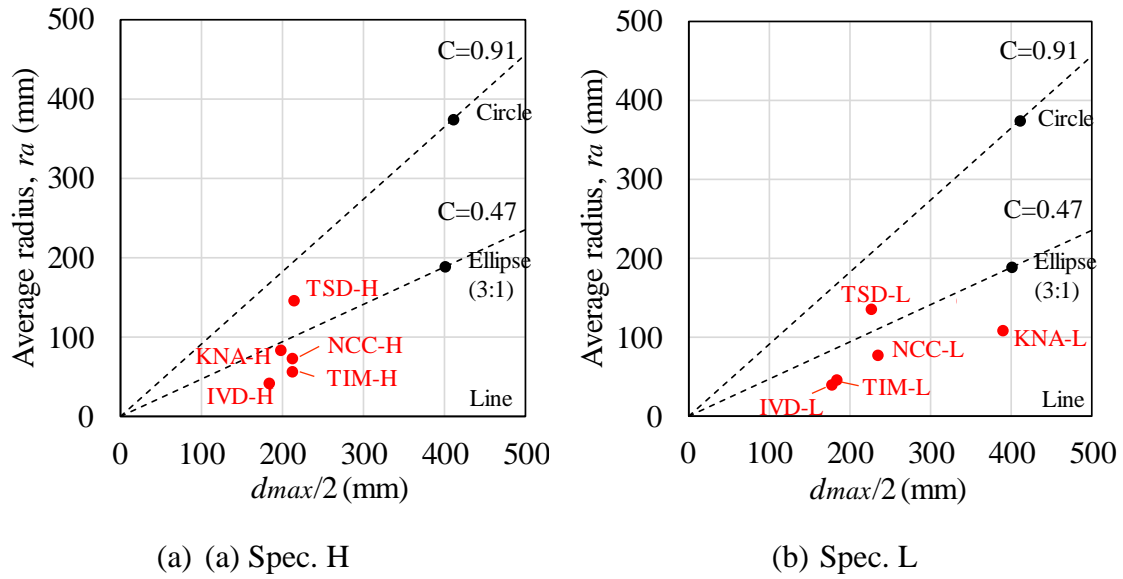 500
400
300
200
100
0
Average radius, ra (mm)
C=0.91
Circle
C=0.47
Ellipse
(3:1)
TSD-H
KNA-H
NCC-H
TIM-H
IVD-H
Line
0 100 200 300 400 500
dmax/2 (mm)
(a) (a) Spec. H
500
400
300
200
100
0
Average radius, ra (mm)
C=0.91
Circle
C=0.47
Ellipse
(3:1)
TSD-L
KNA-L
NCC-L
TIM-L
IVD-L
Line
0 100 200 300 400 500
dmax/2 (mm)
(b) Spec. L